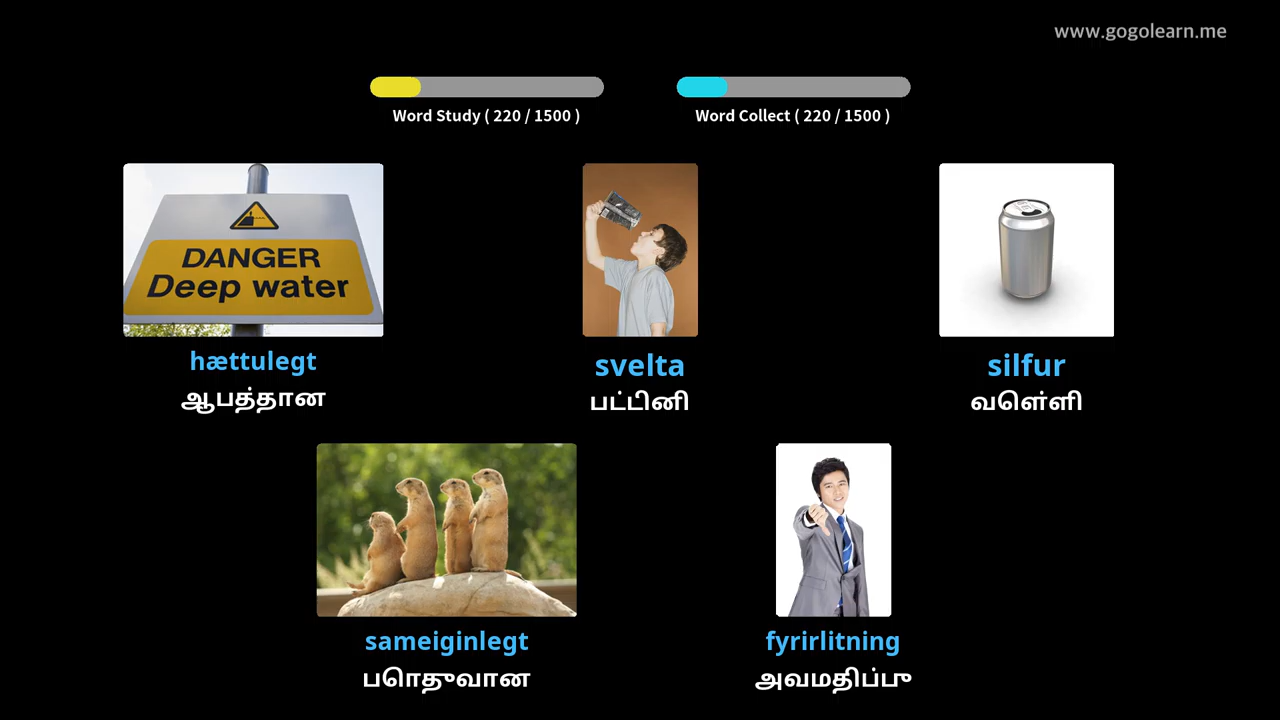 www.gogolearn.me
Word Study ( 220 / 1500 )
Word Collect ( 220 / 1500 )
DANGER
Deep water
hættulegt
ஆபத்தான
svelta
பட்டினி
silfur
வெள்ளி
sameiginlegt
பொதுவான
fyrirlitning
அவமதிப்பு